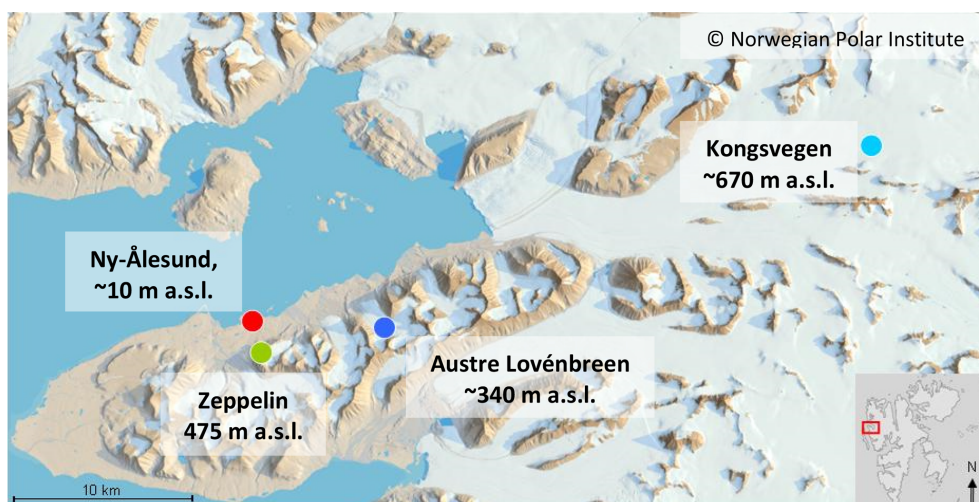 © Norwegian Polar Institute
Kongsvegen
~670 m a.s.l.
Ny-Ålesund,
~10 m a.s.l.
Austre Lovénbreen
~340 m a.s.l.
Zeppelin
475 m a.s.l.
10 km
N